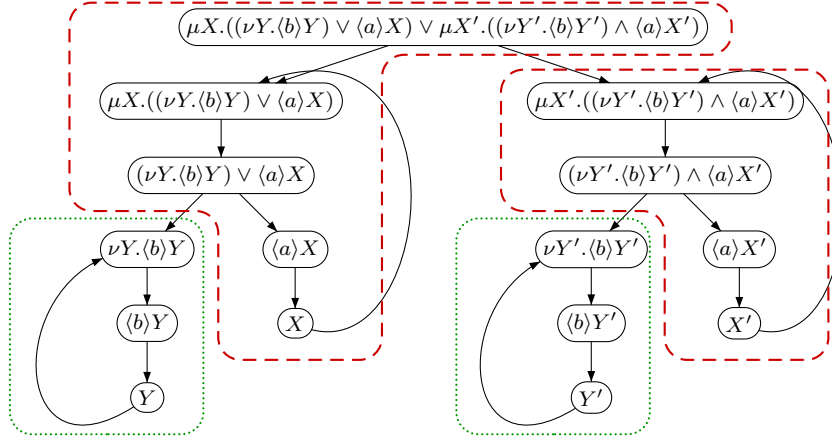 μX.((νY.⟨b⟩Y) ∨ ⟨a⟩X) ∨ μX′.((νY′.⟨b⟩Y′) ∧ ⟨a⟩X′)
μX.((νY.⟨b⟩Y) ∨ ⟨a⟩X)
μX′.((νY′.⟨b⟩Y′) ∧ ⟨a⟩X′)
(νY.⟨b⟩Y) ∨ ⟨a⟩X
(νY′.⟨b⟩Y′) ∧ ⟨a⟩X′
νY.⟨b⟩Y
⟨a⟩X
νY′.⟨b⟩Y′
⟨a⟩X′
⟨b⟩Y
X
⟨b⟩Y′
X′
Y
Y′